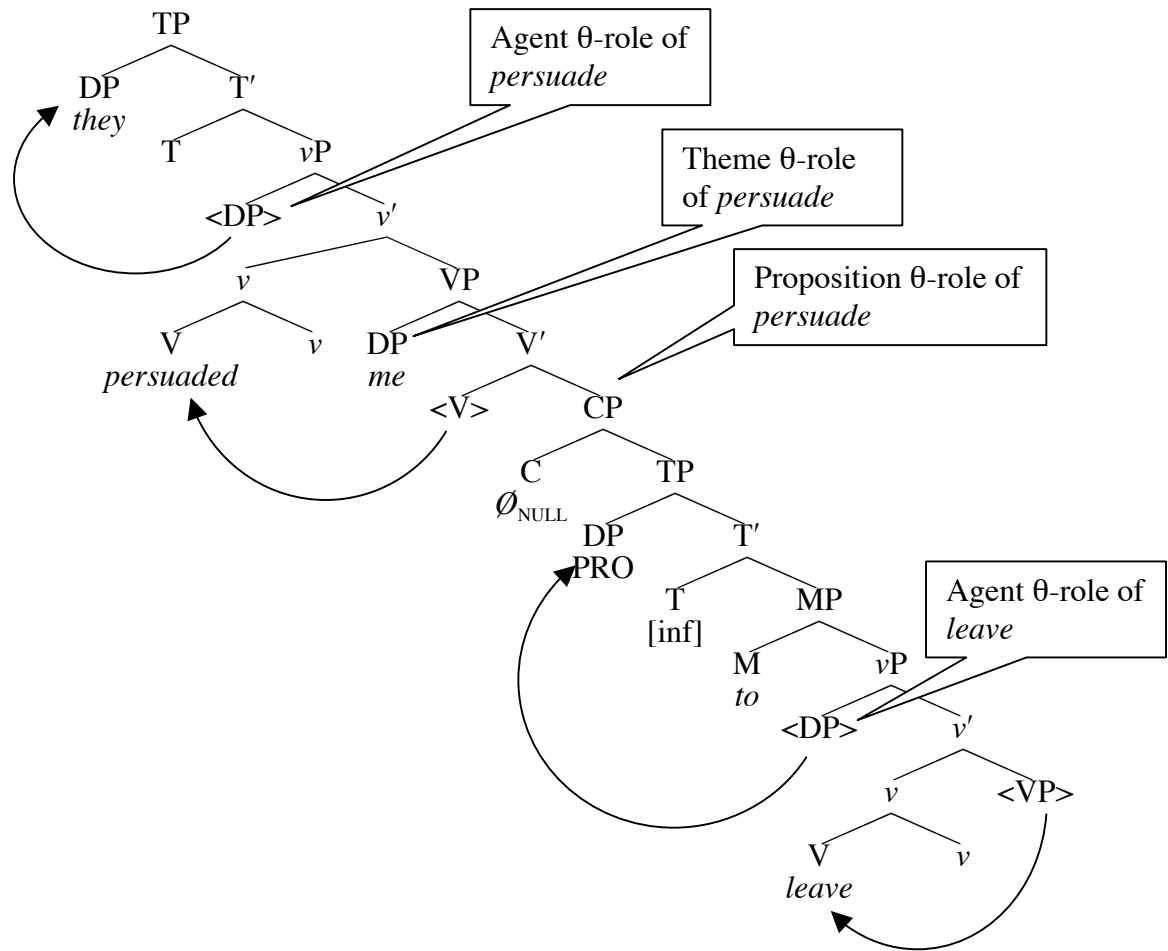 TP
Agent θ-role of
persuade
DP T′
they
T vP
Theme θ-role
of persuade
<DP> v′
v VP
Proposition θ-role of
persuade
V v DP V′
persuaded me
<V> CP
C TP
ØNULL
DP T′
PRO
T MP
[inf]
Agent θ-role of
leave
M vP
to
<DP> v′
v <VP>
V v
leave